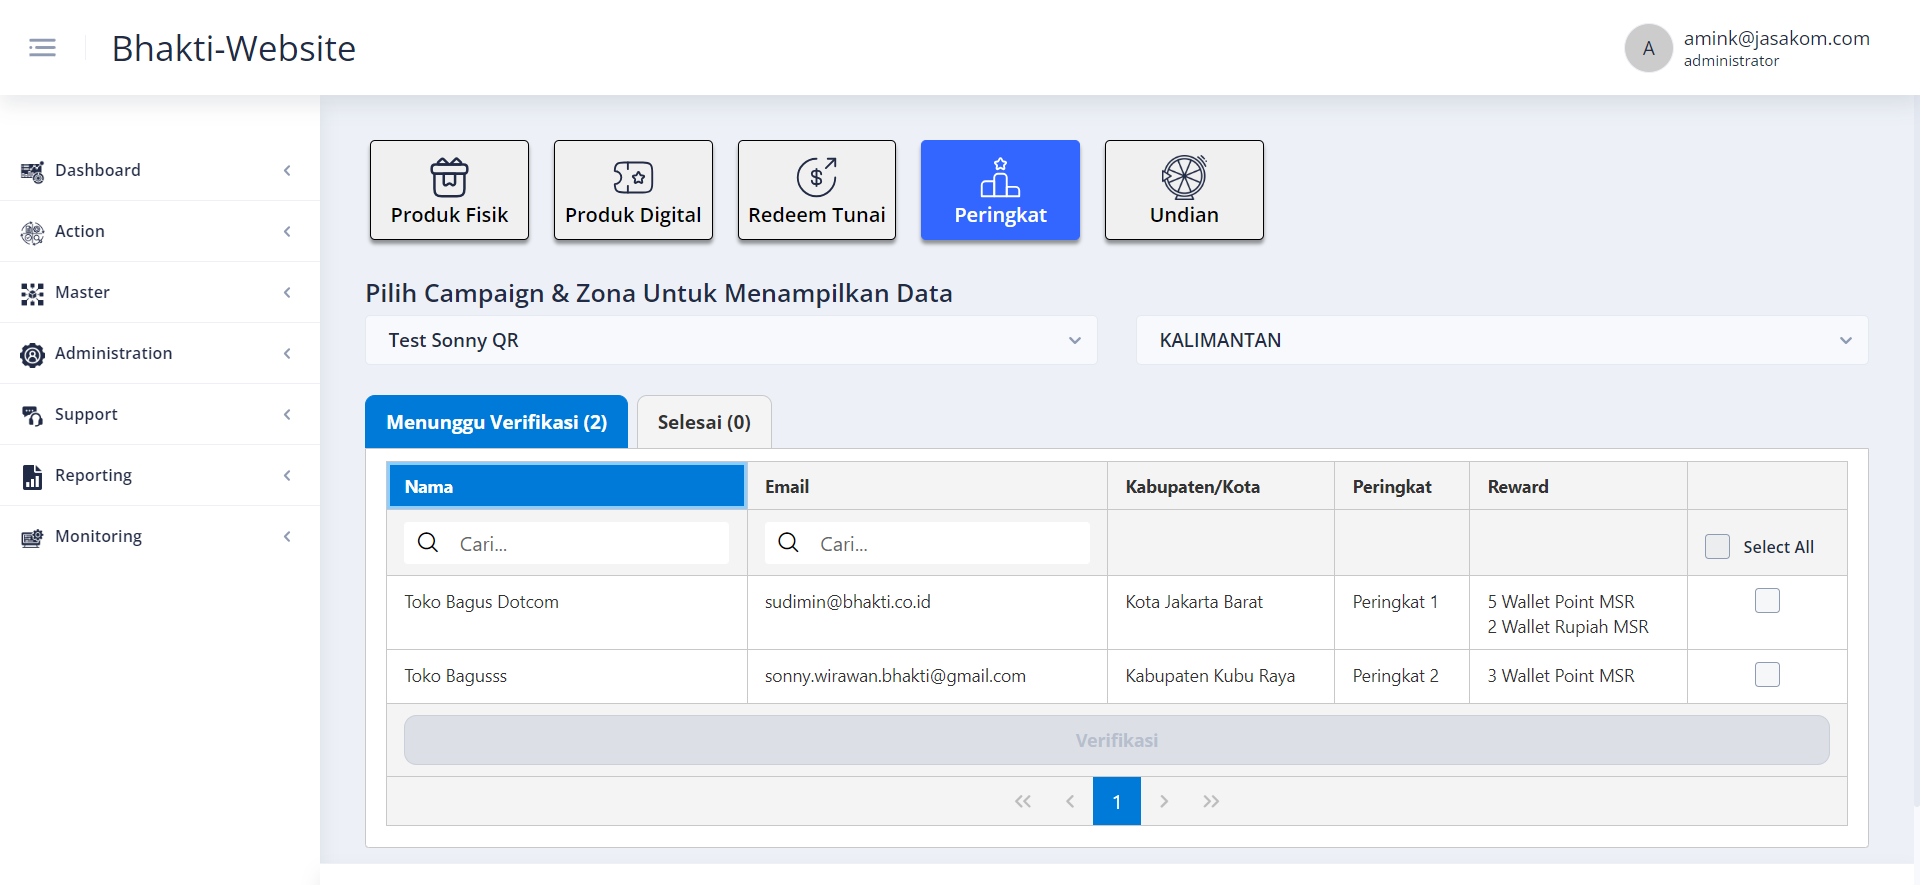 Bhakti-Website
A
amink@jasakom.com
administrator
Dashboard
Action
Master
Administration
Support
Reporting
Monitoring
Produk Fisik
Produk Digital
Redeem Tunai
Peringkat
Undian
Pilih Campaign & Zona Untuk Menampilkan Data
Test Sonny QR
KALIMANTAN
Menunggu Verifikasi (2)
Selesai (0)
Nama Email Kabupaten/Kota Peringkat Reward
Cari... Cari... Select All
Toko Bagus Dotcom sudimin@bhakti.co.id Kota Jakarta Barat Peringkat 1 5 Wallet Point MSR
2 Wallet Rupiah MSR
Toko Bagusss sonny.wirawan.bhakti@gmail.com Kabupaten Kubu Raya Peringkat 2 3 Wallet Point MSR
Verifikasi
1